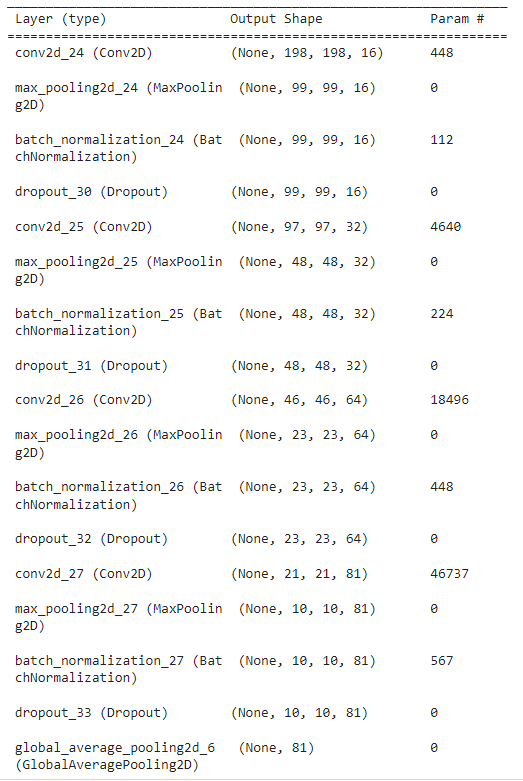 Layer (type) Output Shape Param #
conv2d_24 (Conv2D) (None, 198, 198, 16) 448
max_pooling2d_24 (MaxPoolin (None, 99, 99, 16) 0
g2D)
batch_normalization_24 (Bat (None, 99, 99, 16) 112
chNormalization)
dropout_30 (Dropout) (None, 99, 99, 16) 0
conv2d_25 (Conv2D) (None, 97, 97, 32) 4640
max_pooling2d_25 (MaxPoolin (None, 48, 48, 32) 0
g2D)
batch_normalization_25 (Bat (None, 48, 48, 32) 224
chNormalization)
dropout_31 (Dropout) (None, 48, 48, 32) 0
conv2d_26 (Conv2D) (None, 46, 46, 64) 18496
max_pooling2d_26 (MaxPoolin (None, 23, 23, 64) 0
g2D)
batch_normalization_26 (Bat (None, 23, 23, 64) 448
chNormalization)
dropout_32 (Dropout) (None, 23, 23, 64) 0
conv2d_27 (Conv2D) (None, 21, 21, 81) 46737
max_pooling2d_27 (MaxPoolin (None, 10, 10, 81) 0
g2D)
batch_normalization_27 (Bat (None, 10, 10, 81) 567
chNormalization)
dropout_33 (Dropout) (None, 10, 10, 81) 0
global_average_pooling2d_6 (None, 81) 0
(GlobalAveragePooling2D)